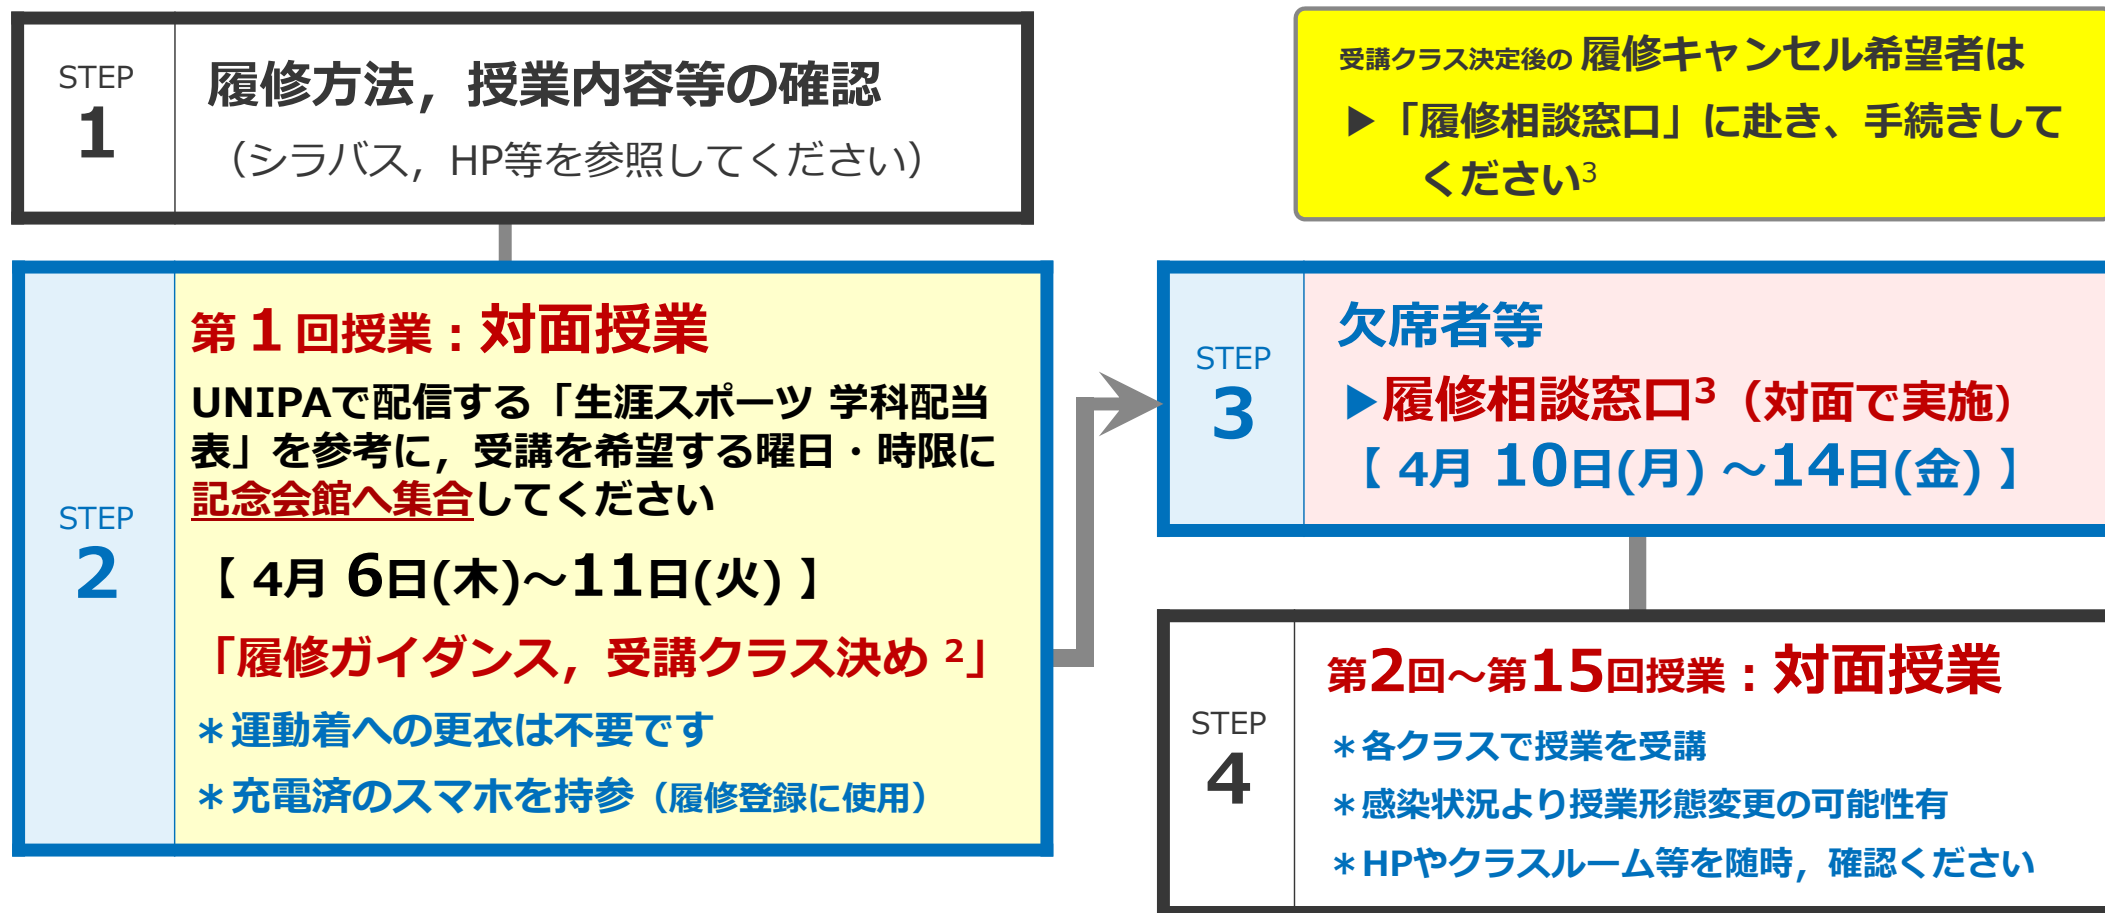 STEP
1
履修方法，授業内容等の確認
（シラバス，HP等を参照してください）
受講クラス決定後の 履修キャンセル希望者は
▶「履修相談窓口」に赴き、手続きして
ください3
STEP
2
第１回授業：対面授業
UNIPAで配信する「生涯スポーツ 学科配当
表」を参考に，受講を希望する曜日・時限に
記念会館へ集合してください
【 4月 6日(木)～11日(火) 】
「履修ガイダンス，受講クラス決め 2」
＊運動着への更衣は不要です
＊充電済のスマホを持参（履修登録に使用）
STEP
3
欠席者等
▶履修相談窓口3（対面で実施）
【 4月 10日(月) ～14日(金) 】
STEP
4
第2回～第15回授業：対面授業
＊各クラスで授業を受講
＊感染状況より授業形態変更の可能性有
＊HPやクラスルーム等を随時，確認ください